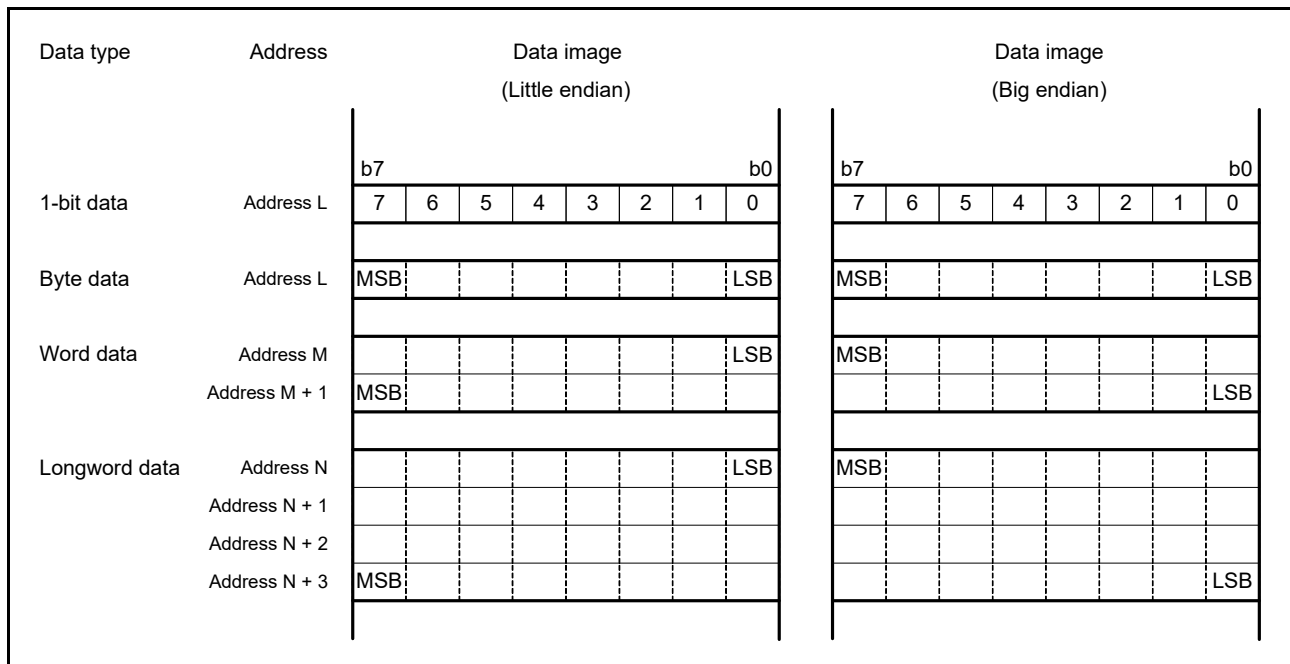 Data type Address Data image Data image
(Little endian) (Big endian)
b7 b0 b7 b0
1-bit data Address L 7 6 5 4 3 2 1 0 7 6 5 4 3 2 1 0
Byte data Address L MSB LSB MSB LSB
Word data Address M LSB MSB
Address M + 1 MSB LSB
Longword data Address N LSB MSB
Address N + 1
Address N + 2
Address N + 3 MSB LSB